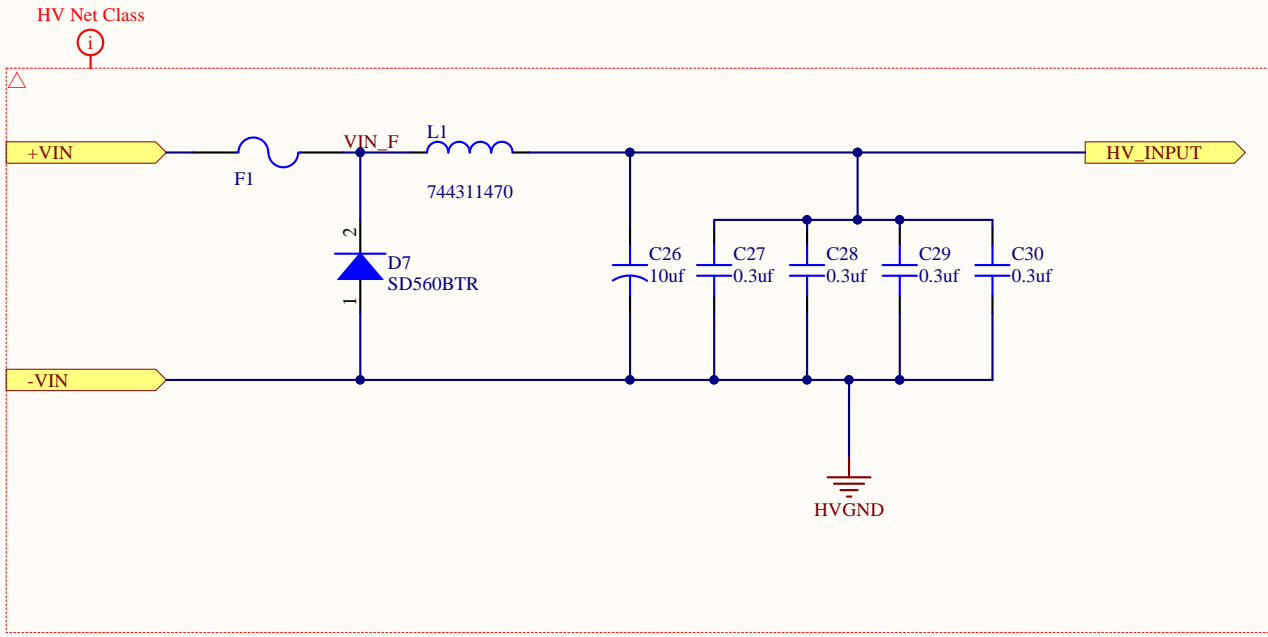 HV Net Class
i
+VIN
F1
VIN_F
L1
744311470
HV_INPUT
2
D7
SD560BTR
1
C26
10uf
C27
0.3uf
C28
0.3uf
C29
0.3uf
C30
0.3uf
-VIN
HVGND